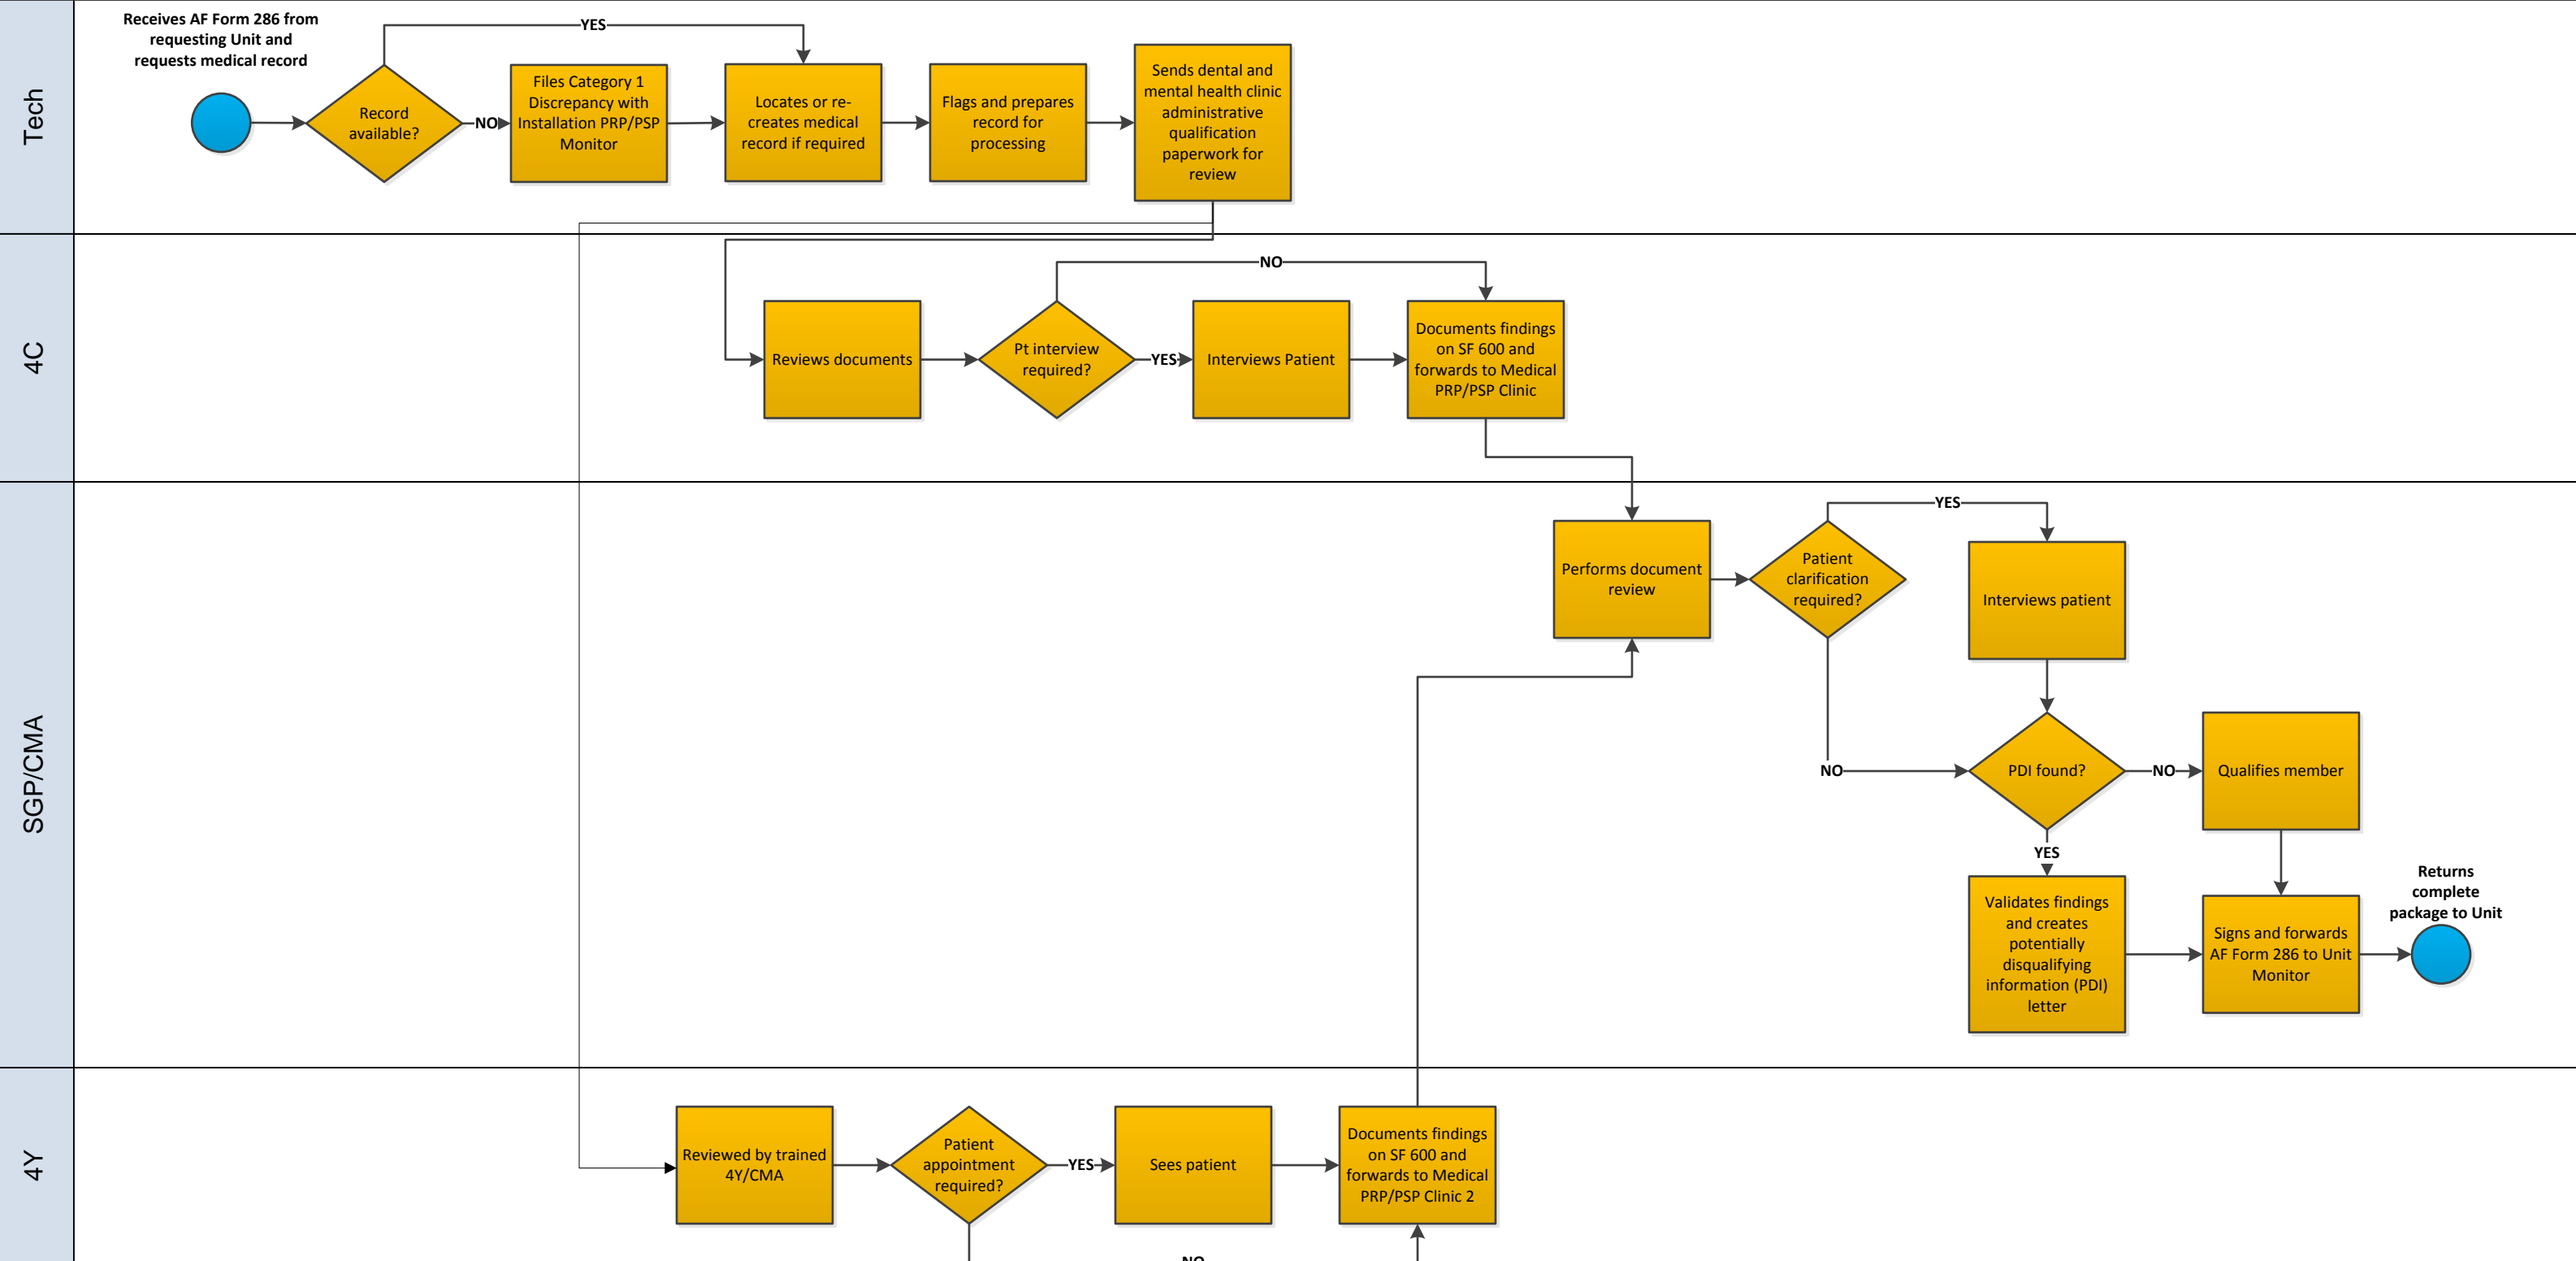 Tech
Receives AF Form 286 from
requesting Unit and
requests medical record
Record
available?
YES
NO
Files Category 1
Discrepancy with
Installation PRP/PSP
Monitor
Locates or re-
creates medical
record if required
Flags and prepares
record for
processing
Sends dental and
mental health clinic
administrative
qualification
paperwork for
review
4C
Reviews documents
Pt interview
required?
NO
YES
Interviews Patient
Documents findings
on SF 600 and
forwards to Medical
PRP/PSP Clinic
SGP/CMA
Performs document
review
Patient
clarification
required?
YES
Interviews patient
NO
PDI found?
NO
Qualifies member
YES
Validates findings
and creates
potentially
disqualifying
information (PDI)
letter
Signs and forwards
AF Form 286 to Unit
Monitor
Returns
complete
package to Unit
4Y
Reviewed by trained
4Y/CMA
Patient
appointment
required?
YES
Sees patient
Documents findings
on SF 600 and
forwards to Medical
PRP/PSP Clinic 2
NO